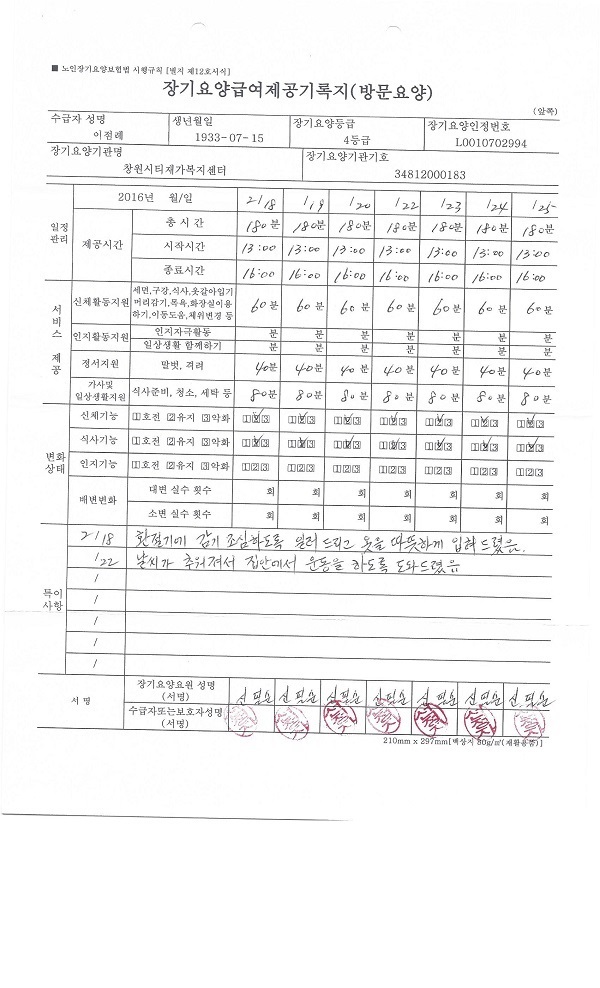 ■ 노인장기요양보험법 시행규칙 [별지 제12호서식]
장기요양급여제공기록지(방문요양)
(앞쪽)
수급자 성명 생년월일 장기요양등급 장기요양인정번호
이점례 1933-07-15 4등급 L0010702994
장기요양기관명 장기요양기관기호
창원시티재가복지센터 34812000183
일정관리 2016년 월/일 2/18 /19 /20 /22 /23 /24 /25
제공시간 총 시 간 180분 180분 180분 180분 180분 180분 180분
시작시간 13:00 13:00 13:00 13:00 13:00 13:00 13:00
종료시간 16:00 16:00 16:00 16:00 16:00 16:00 16:00
서비스 제공
신체활동지원 세면,구강,식사,옷갈아입기
머리감기,목욕,화장실이용
하기,이동도움,체위변경 등 60분 60분 60분 60분 60분 60분 60분
인지활동지원 인지자극활동 분 분 분 분 분 분 분
일상생활 함께하기 분 분 분 분 분 분 분
정서지원 말벗, 격려 40분 40분 40분 40분 40분 40분 40분
가사및
일상생활지원 식사준비, 청소, 세탁 등 80분 80분 80분 80분 80분 80분 80분
변화상태
신체기능 1호전 2유지 3악화 123 123 123 123 123 123 123
식사기능 1호전 2유지 3악화 123 123 123 123 123 123 123
인지기능 1호전 2유지 3악화 123 123 123 123 123 123 123
배변변화 대변 실수 횟수 회 회 회 회 회 회 회
소변 실수 횟수 회 회 회 회 회 회 회
특이사항
2/18 환절기에 감기 조심하도록 일러 드리고 옷을 따뜻하게 입혀드렸음.
/22 날씨가 추워져서 집안에서 운동을 하도록 도와드렸음
/
/
/
/
서 명 장기요양요원 성명
(서명) 신필순 신필순 신필순 신필순 신필순 신필순 신필순
수급자또는보호자성명
(서명)
210mm x 297mm[백상지 80g/㎡(재활용품)]